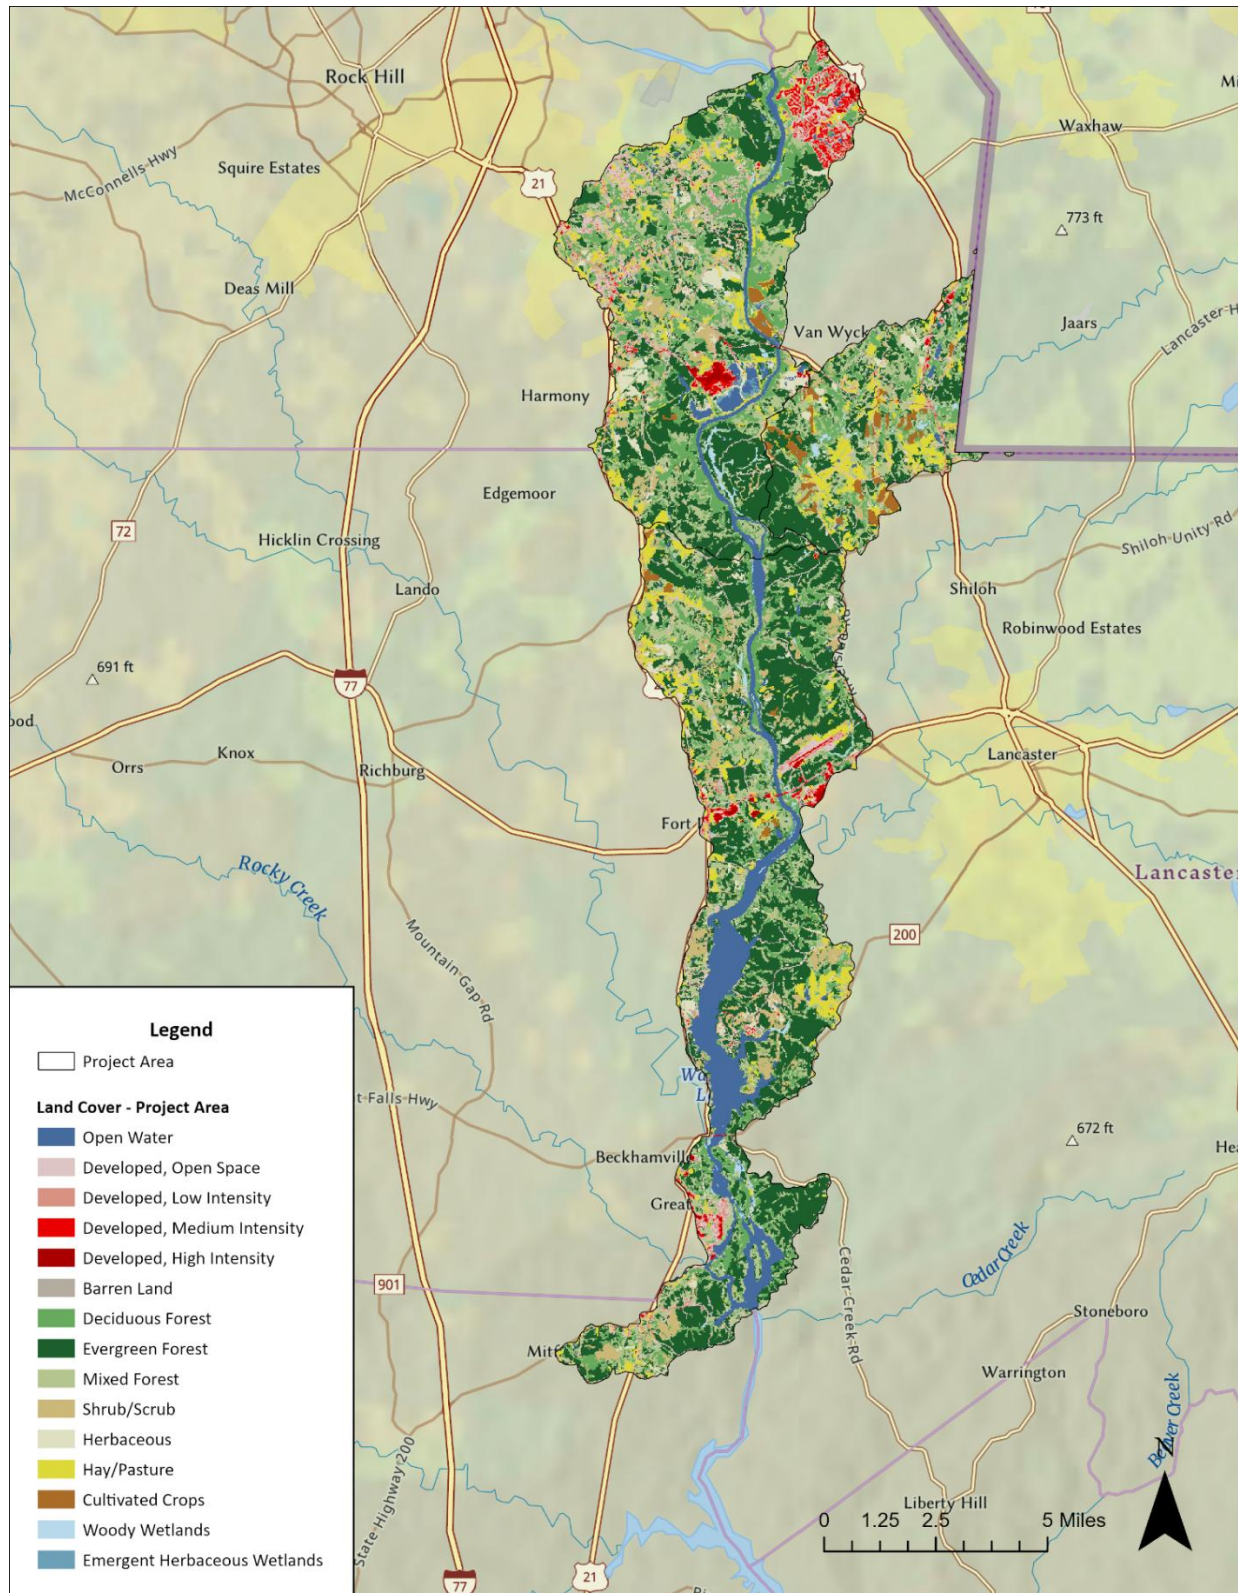 Rock Hill
Waxhaw
McConnells Hwy
Squire Estates
21
773 ft
Deas Mill
Van Wyck
Jaars
Lancaster
Harmony
Edgemoor
72
Hicklin Crossing
Shiloh Unity Rd
Lando
Shiloh
Robinwood Estates
691 ft
77
Lancaster
Knox
Orrs
Richburg
Fort
Rocky Creek
Lancaster
200
Mountain Gap Rd
Falls Hwy
672 ft
Beckhamvill
Great
Cedar Creek
Cedar Creek Rd
901
Stoneboro
Warrington
Beaver Creek
State Highway 200
Liberty Hill
21
77
N
0 1.25 2.5 5 Miles
Legend
Project Area
Land Cover - Project Area
Open Water
Developed, Open Space
Developed, Low Intensity
Developed, Medium Intensity
Developed, High Intensity
Barren Land
Deciduous Forest
Evergreen Forest
Mixed Forest
Shrub/Scrub
Herbaceous
Hay/Pasture
Cultivated Crops
Woody Wetlands
Emergent Herbaceous Wetlands